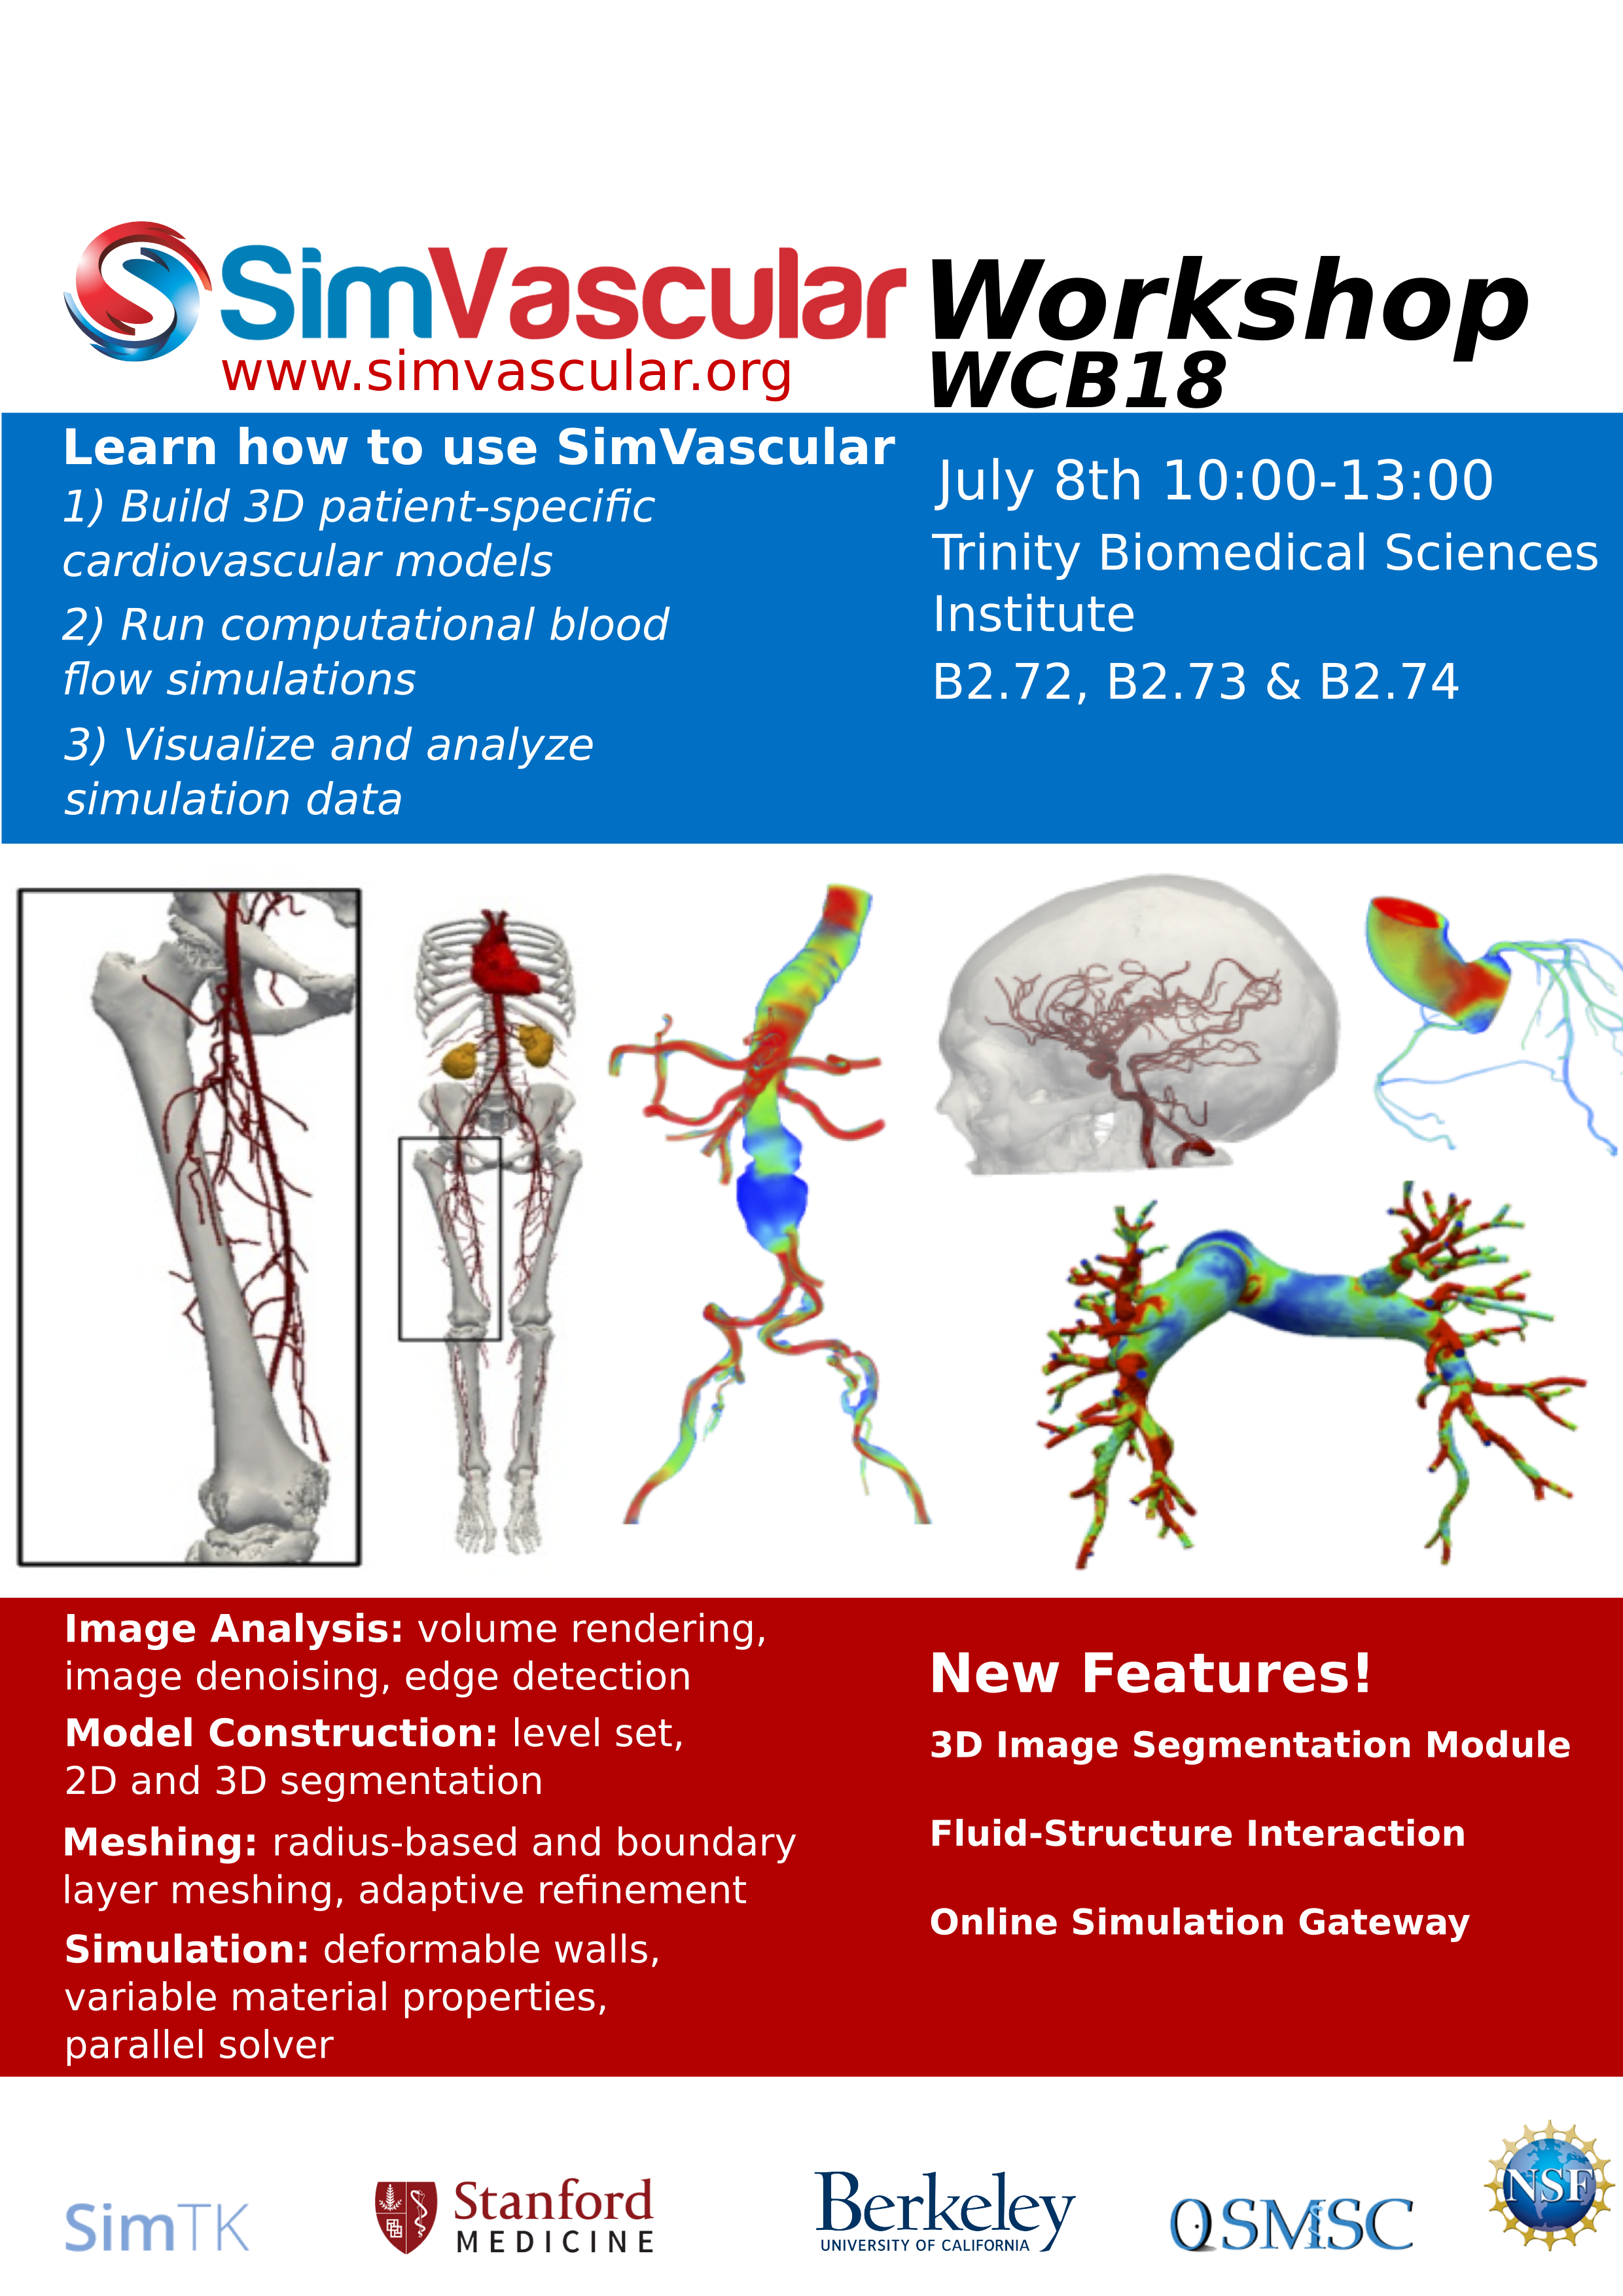 SimVascular
www.simvascular.org
Workshop
WCB18
Learn how to use SimVascular
1) Build 3D patient-specific
cardiovascular models
2) Run computational blood
flow simulations
3) Visualize and analyze
simulation data
July 8th 10:00-13:00
Trinity Biomedical Sciences
Institute
B2.72, B2.73 & B2.74
Image Analysis: volume rendering,
image denoising, edge detection
Model Construction: level set,
2D and 3D segmentation
Meshing: radius-based and boundary
layer meshing, adaptive refinement
Simulation: deformable walls,
variable material properties,
parallel solver
New Features!
3D Image Segmentation Module
Fluid-Structure Interaction
Online Simulation Gateway
SimTK
Stanford
MEDICINE
Berkeley
UNIVERSITY OF CALIFORNIA
OSMSC
NSF